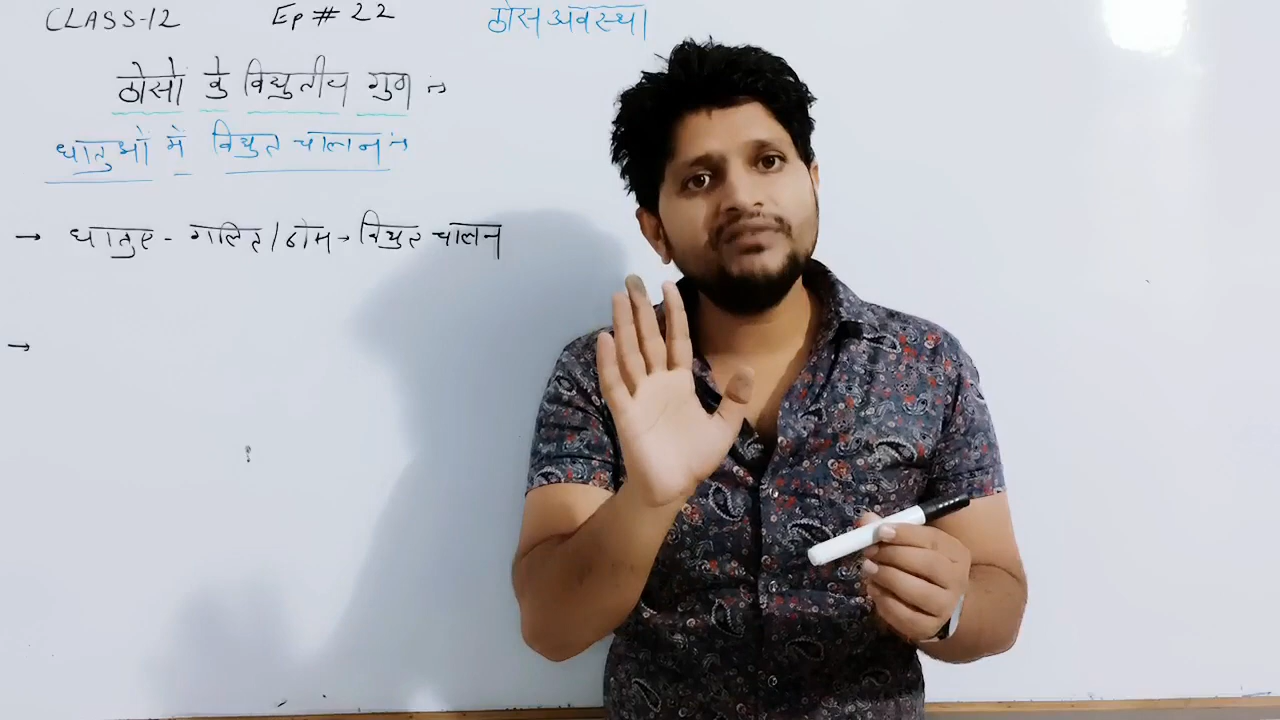 CLASS-12 Ep # 22 ठोस अवस्था
ठोसो के विद्युतीय गुण :→
धातुओ में विद्युत चालन :→
→ धातुए - गलित / ठोस → विद्युत चालन
→